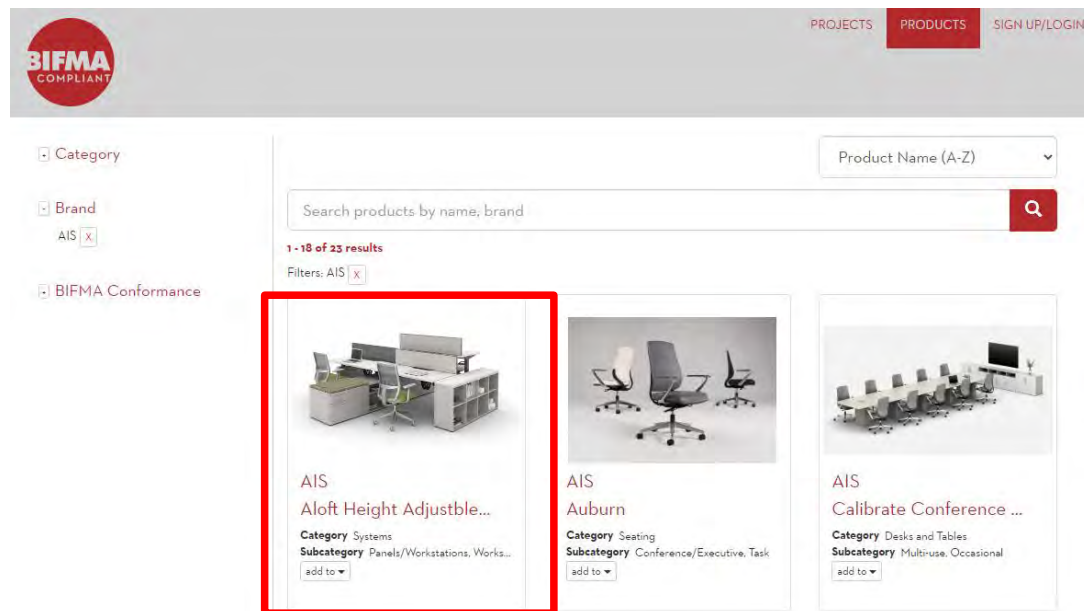 BIFMA
COMPLIANT
PROJECTS PRODUCTS SIGN UP/LOGIN
Category
Product Name (A-Z)
Brand
Search products by name, brand
AIS x
1 - 18 of 23 results
Filters: AIS x
BIFMA Conformance
AIS
Aloft Height Adjustble...
Category Systems
Subcategory Panels/Workstations, Works...
add to
AIS
Auburn
Category Seating
Subcategory Conference/Executive, Task
add to
AIS
Calibrate Conference ...
Category Desks and Tables
Subcategory Multi-use, Occasional
add to